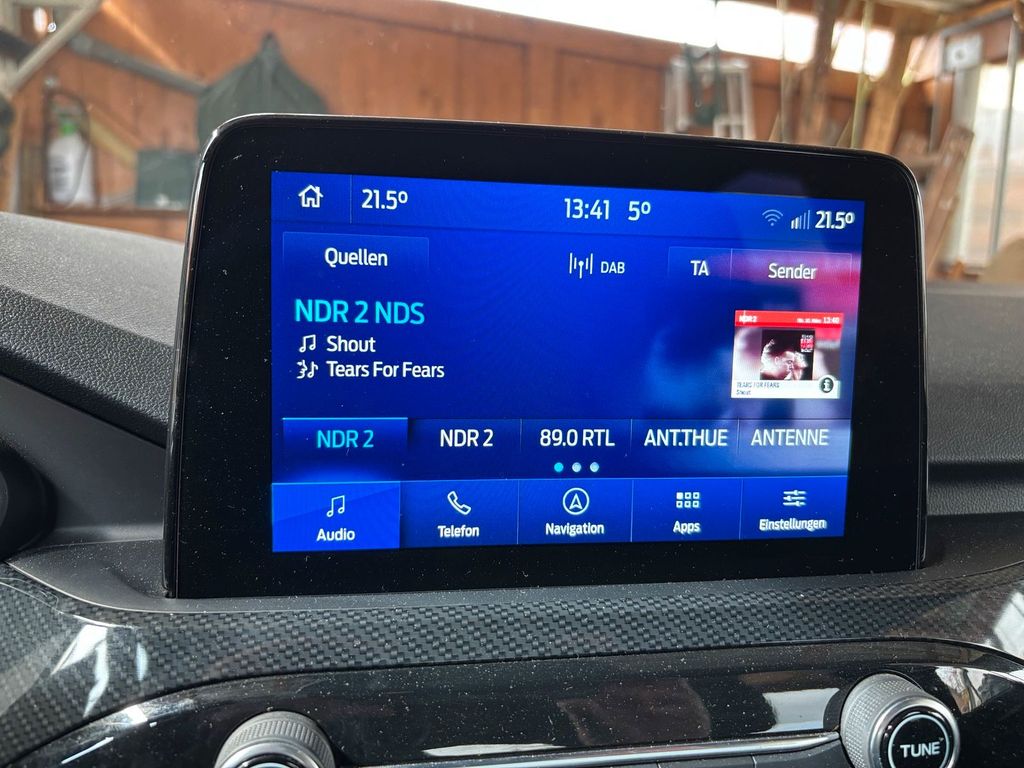 21.5° 13:41 5° 21.5°
Quellen DAB TA Sender
NDR 2 NDS
Shout
Tears For Fears
NDR 2 13:40
TEARS FOR FEARS
Shout
NDR 2 NDR 2 89.0 RTL ANT.THUE ANTENNE
Audio Telefon Navigation Apps Einstellungen
TUNE